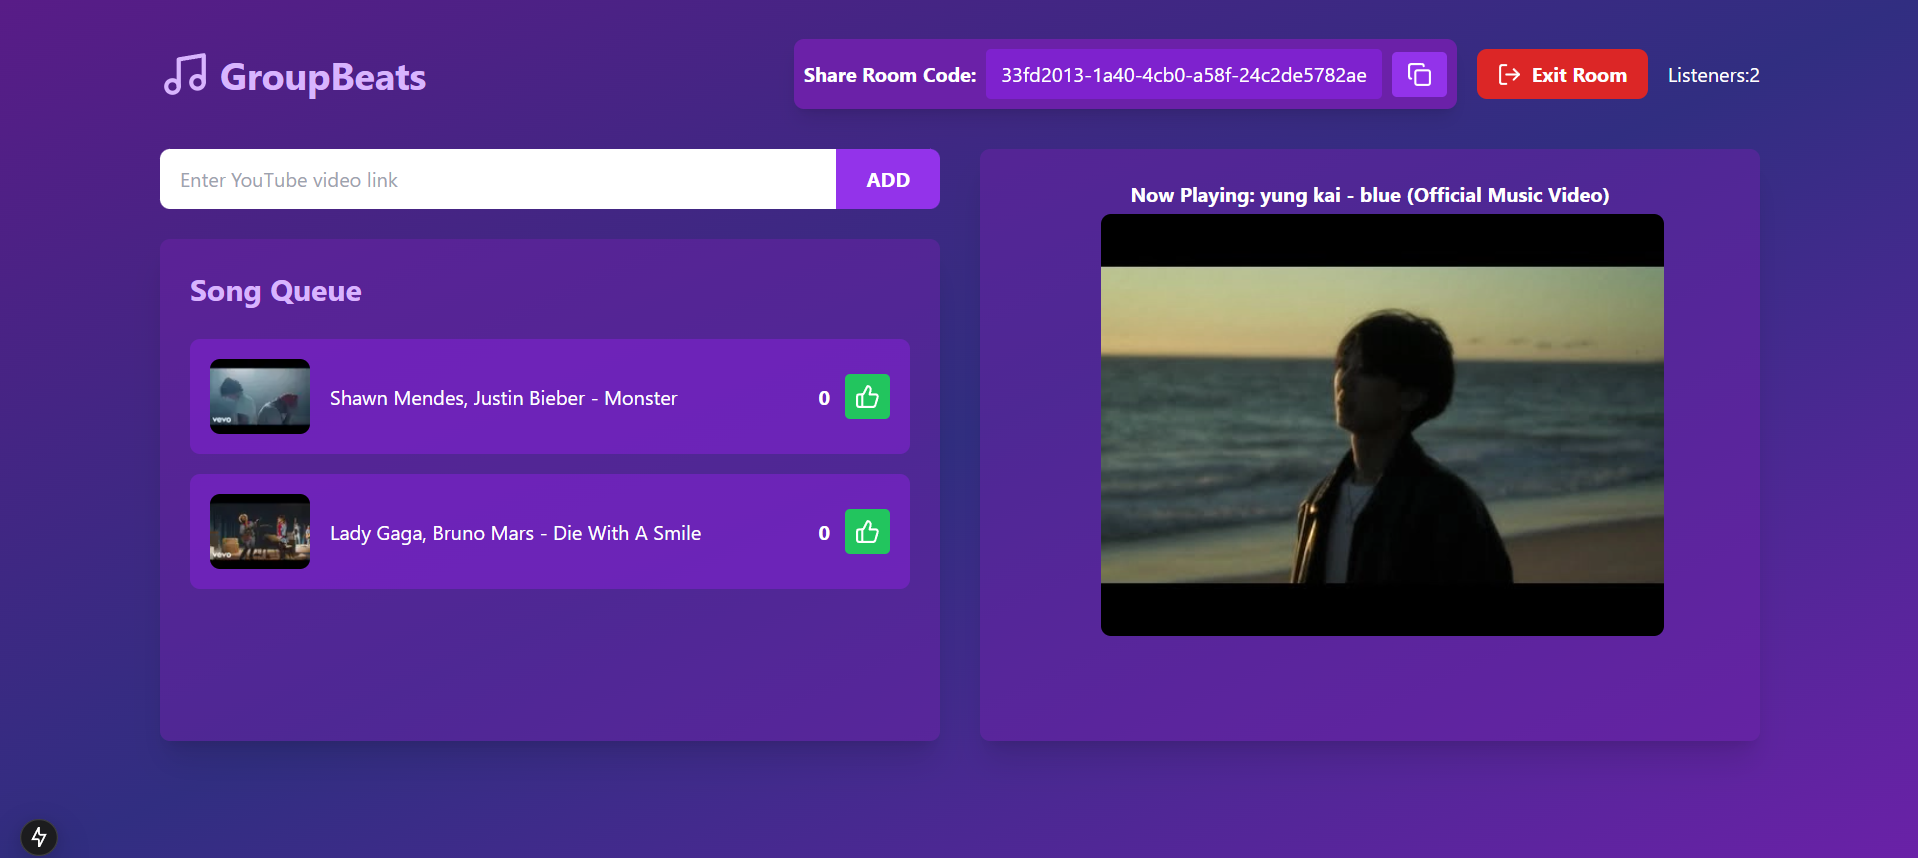 GroupBeats
Share Room Code:
33fd2013-1a40-4cb0-a58f-24c2de5782ae
Exit Room
Listeners:2
Enter YouTube video link
ADD
Song Queue
vevo
Shawn Mendes, Justin Bieber - Monster
0
vevo
Lady Gaga, Bruno Mars - Die With A Smile
0
Now Playing: yung kai - blue (Official Music Video)